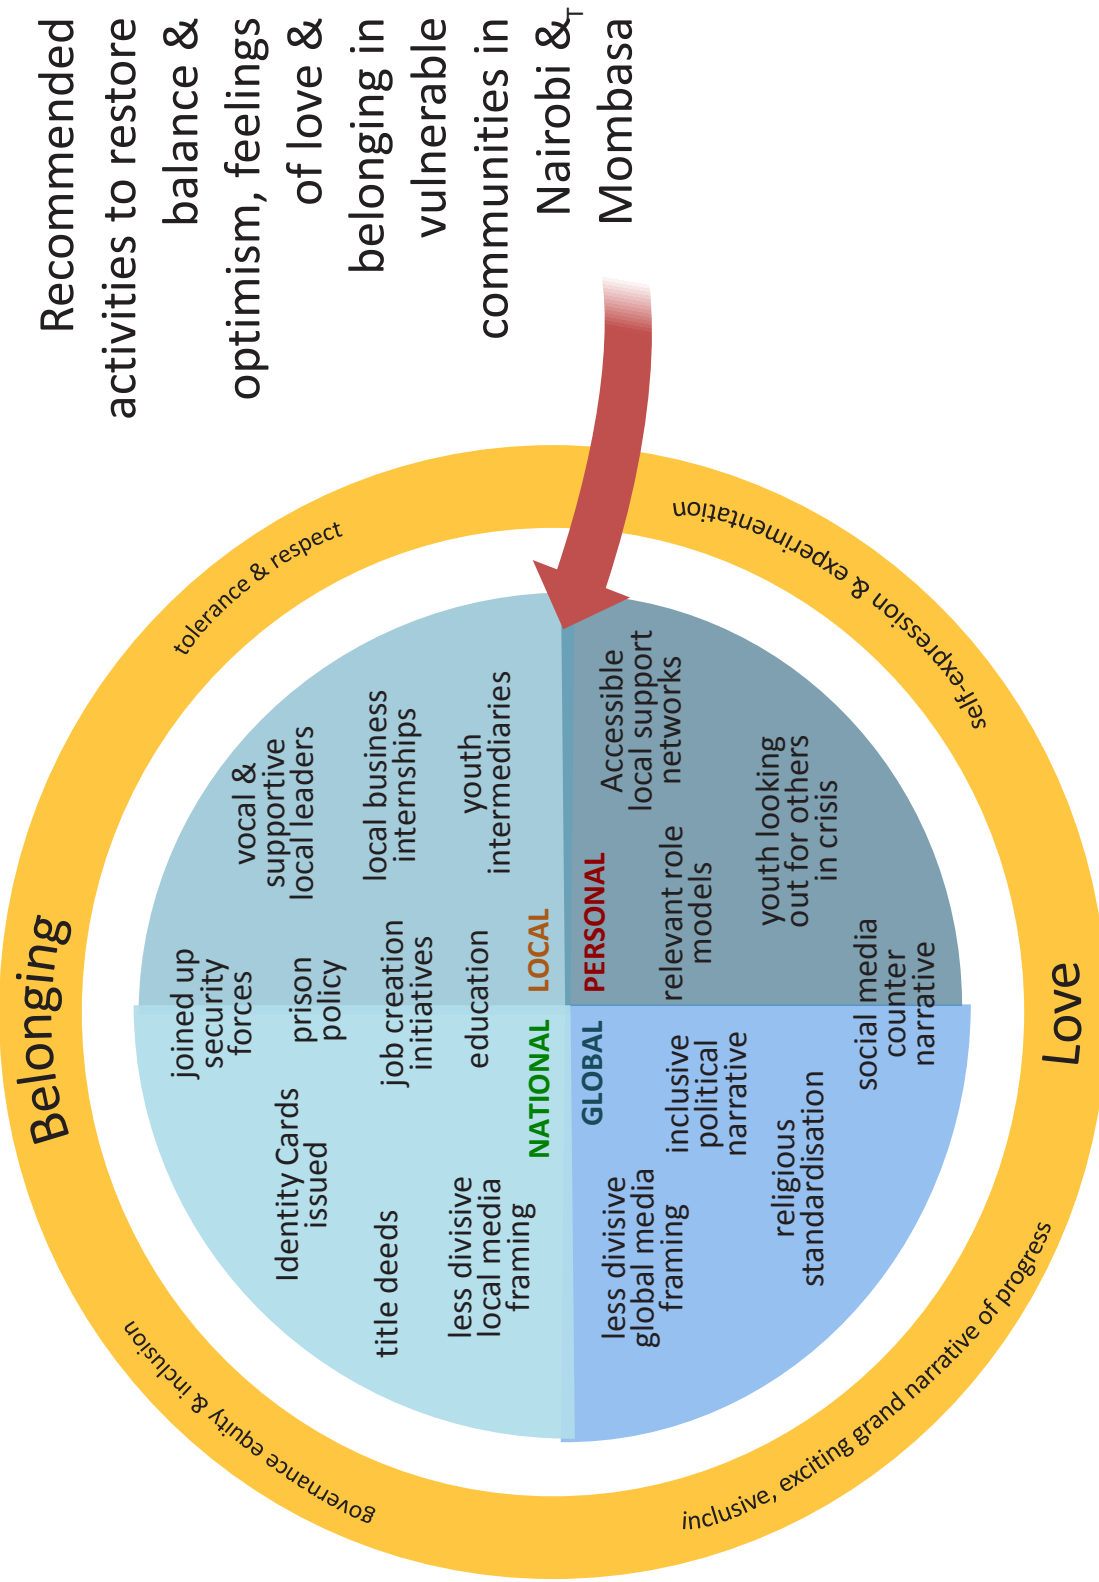 Recommended
activities to restore
balance &
optimism, feelings
of love &
belonging in
vulnerable
communities in
Nairobi &
T
Mombasa
Belonging
tolerance & respect
governance equity & inclusion
joined up
security
forces
vocal &
supportive
local leaders
Identity Cards
issued
prison
policy
local business
internships
title deeds
job creation
initiatives
youth
intermediaries
less divisive
local media
framing
education
NATIONAL
LOCAL
GLOBAL
PERSONAL
less divisive
global media
framing
inclusive
political
narrative
relevant role
models
Accessible
local support
networks
religious
standardisation
youth looking
out for others
in crisis
social media
counter
narrative
inclusive, exciting grand narrative of progress
self-expression & experimentation
Love